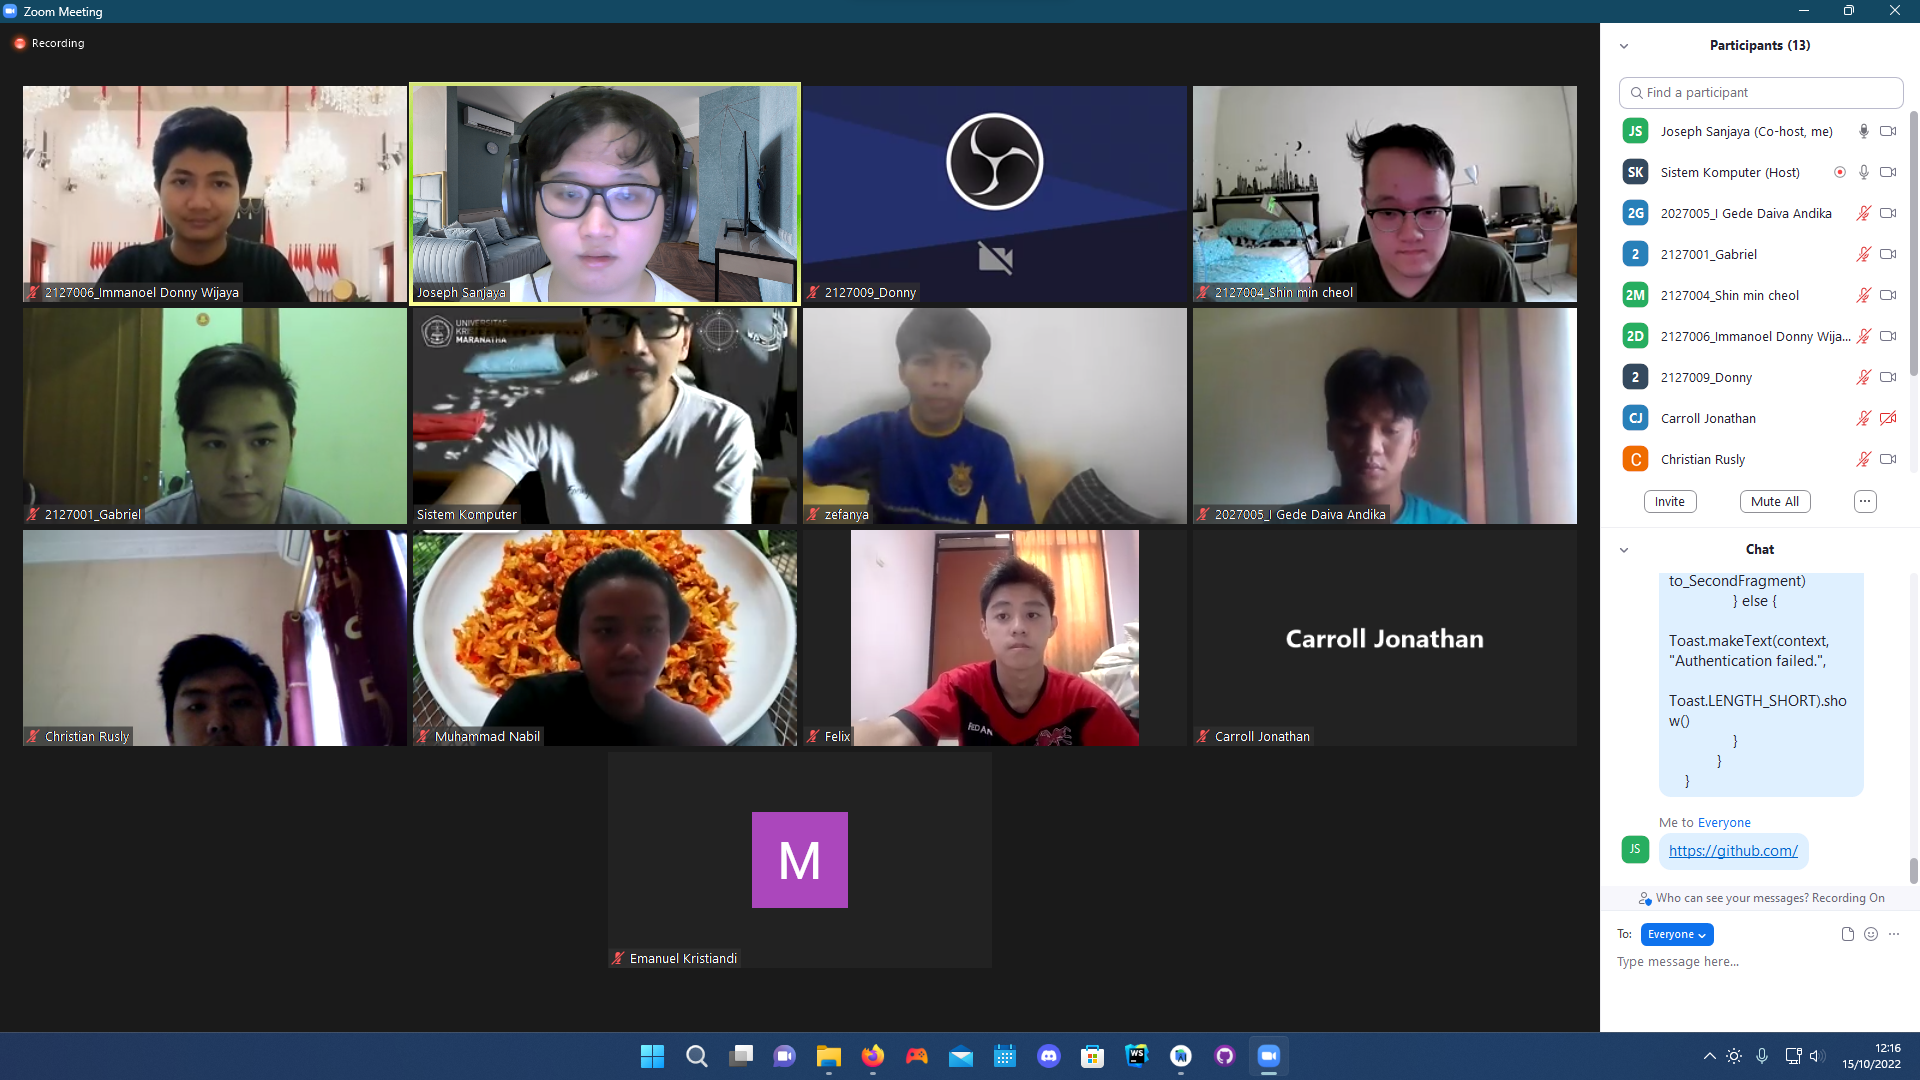 Zoom Meeting
Recording
2127006_Immanoel Donny Wijaya
Joseph Sanjaya
2127009_Donny
2127004_Shin min cheol
UNIVERSITAS
MARANATHA
2127001_Gabriel
Sistem Komputer
zefanya
2027005_I Gede Daiva Andika
Christian Rusly
Muhammad Nabil
Felix
Carroll Jonathan
Carroll Jonathan
M
Emanuel Kristiandi
Participants (13)
Find a participant
JS Joseph Sanjaya (Co-host, me)
SK Sistem Komputer (Host)
2G 2027005_I Gede Daiva Andika
2 2127001_Gabriel
2M 2127004_Shin min cheol
2D 2127006_Immanoel Donny Wija...
2 2127009_Donny
CJ Carroll Jonathan
C Christian Rusly
Invite Mute All
Chat
to_SecondFragment)
} else {
Toast.makeText(context,
"Authentication failed.",
Toast.LENGTH_SHORT).sho
w()
}
}
}
Me to Everyone
JS https://github.com/
Who can see your messages? Recording On
To: Everyone
Type message here...
WS
12:16
15/10/2022